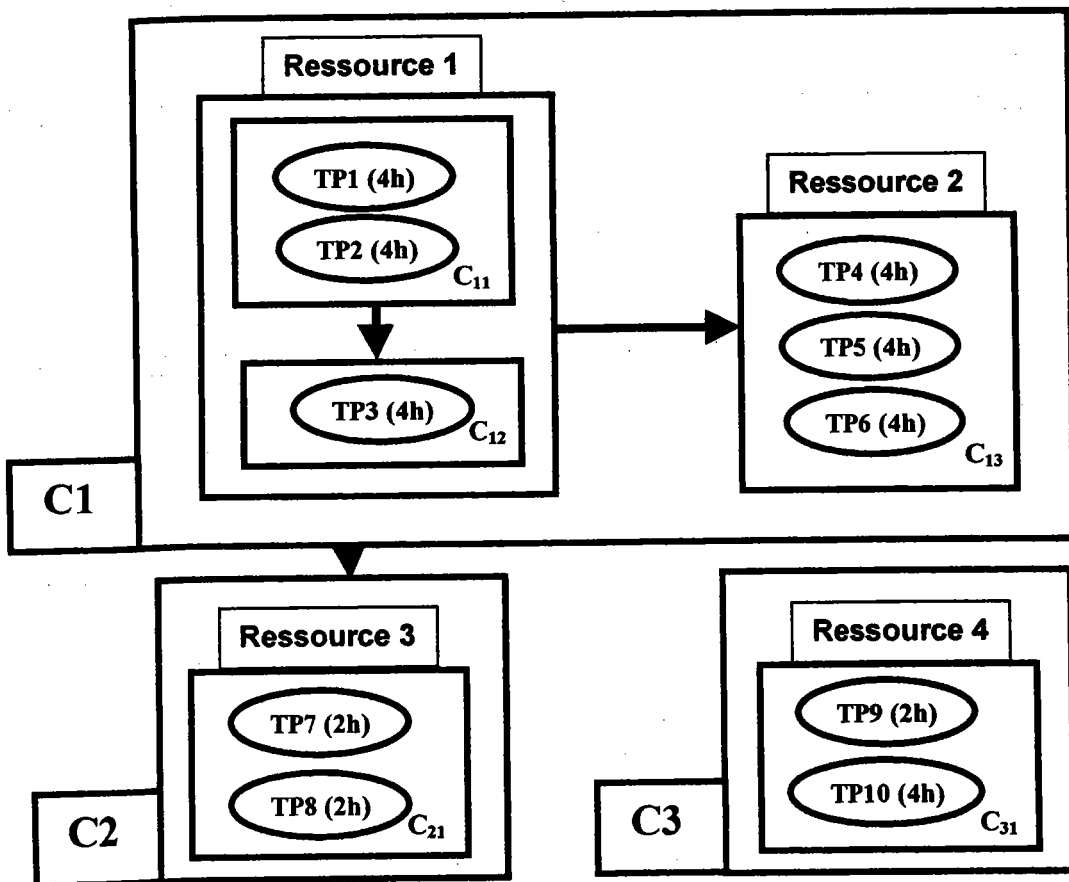 Ressource 1
TP1 (4h)
TP2 (4h)
C₁₁
TP3 (4h)
C₁₂
Ressource 2
TP4 (4h)
TP5 (4h)
TP6 (4h)
C₁₃
C1
Ressource 3
TP7 (2h)
TP8 (2h)
C₂₁
C2
Ressource 4
TP9 (2h)
TP10 (4h)
C₃₁
C3